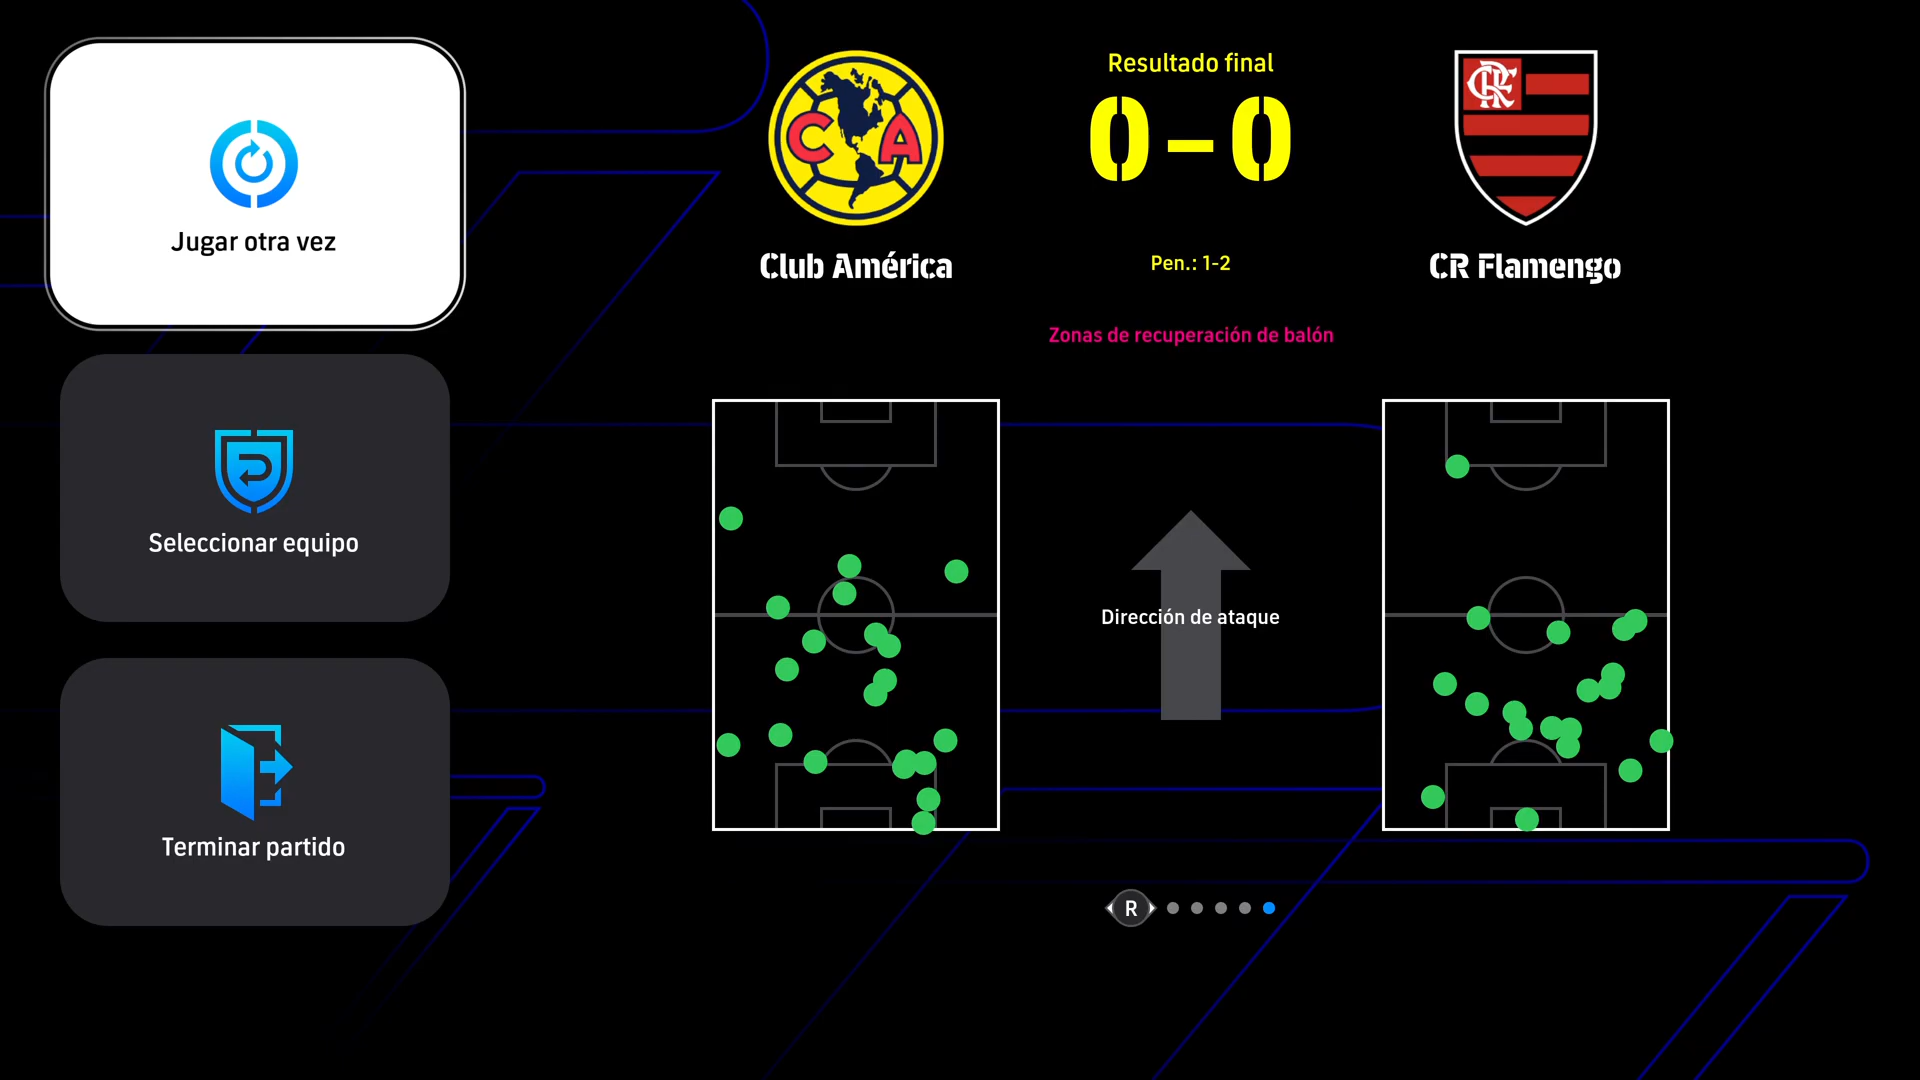 Jugar otra vez
Seleccionar equipo
Terminar partido
Resultado final
0 – 0
C A
CRF
Club América
Pen.: 1-2
CR Flamengo
Zonas de recuperación de balón
Dirección de ataque
R